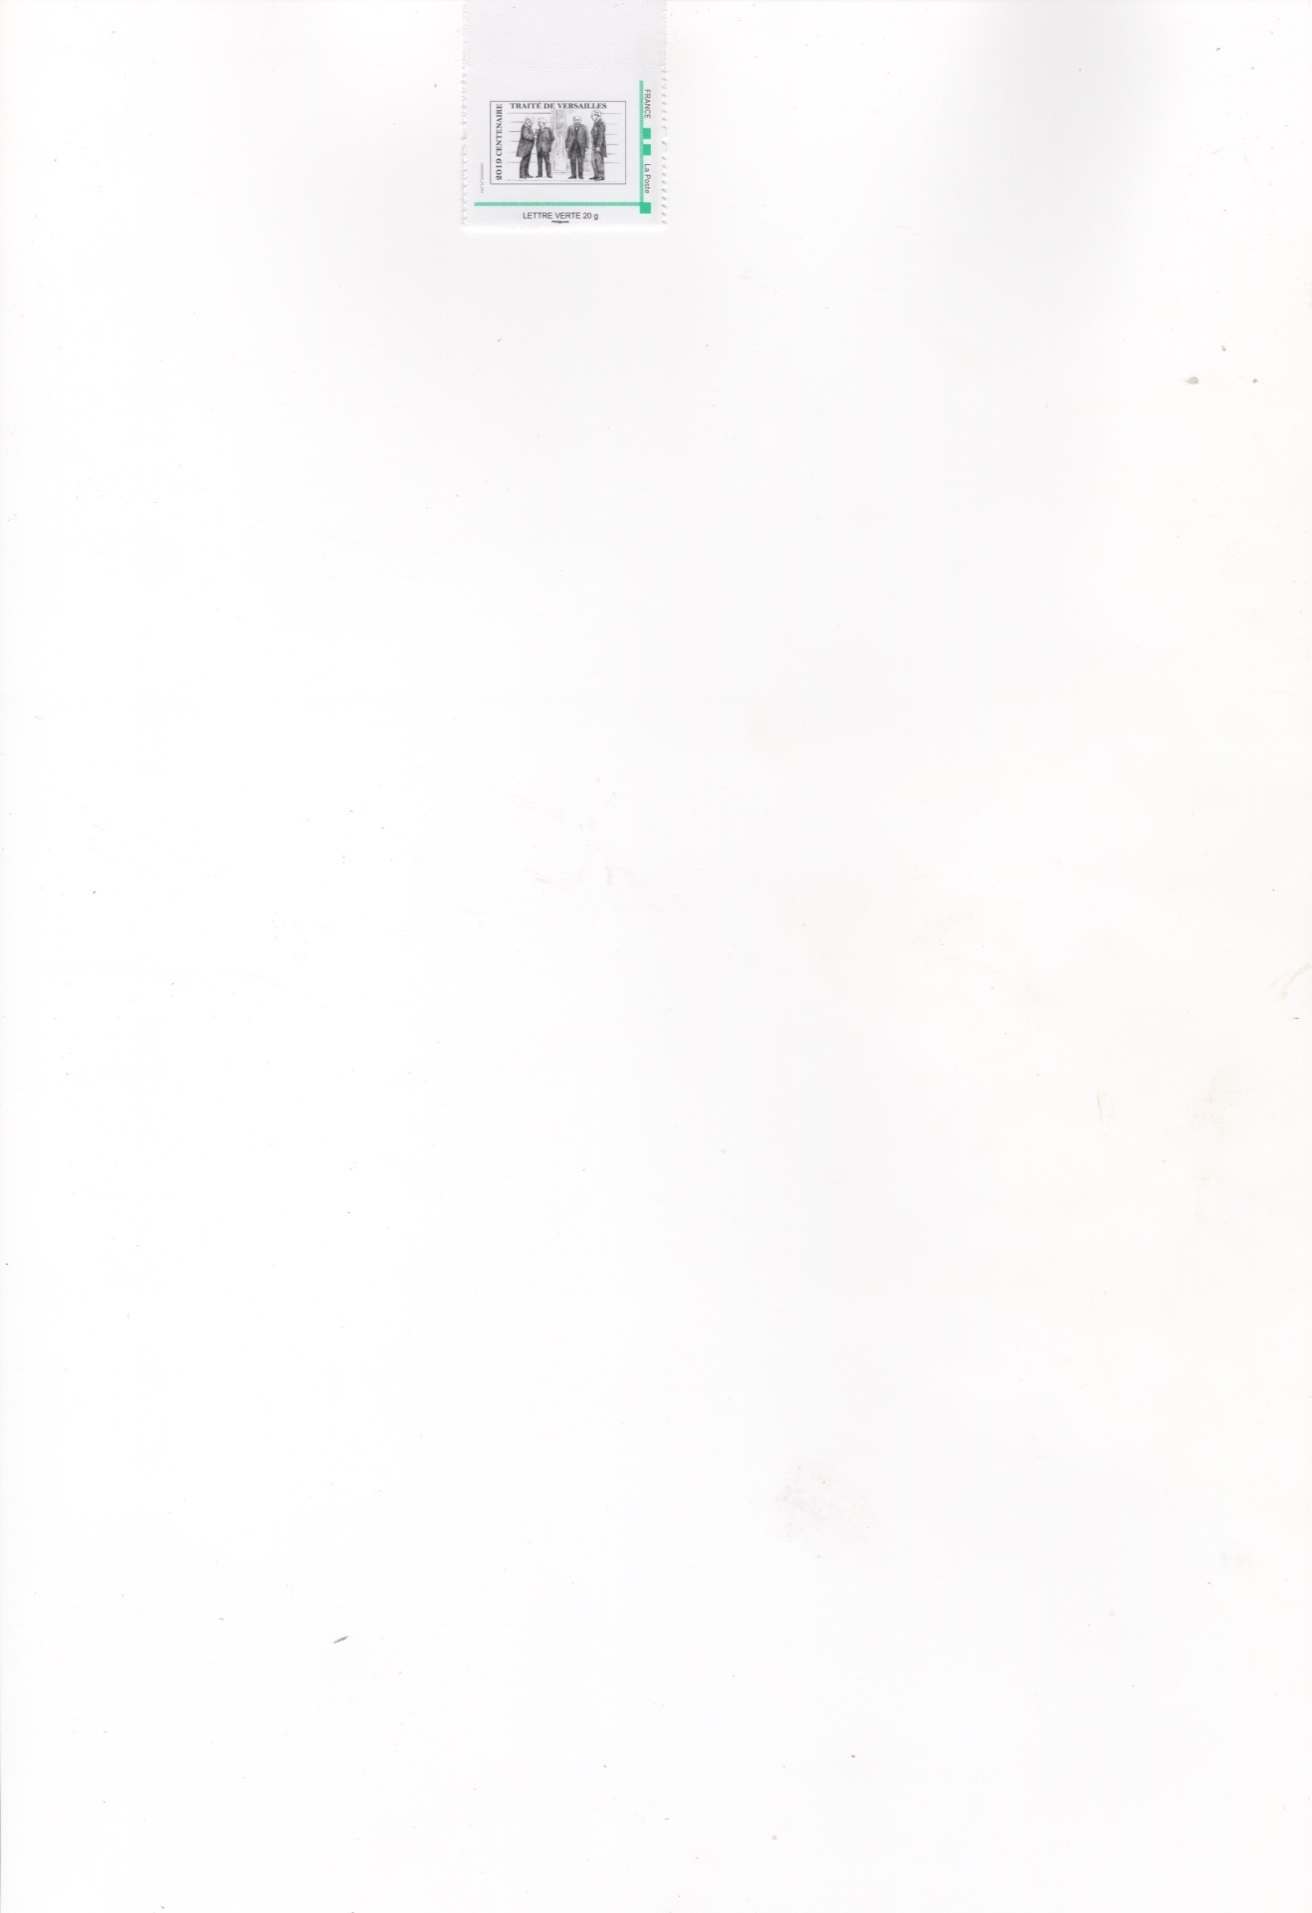 TRAITÉ DE VERSAILLES
2019 CENTENAIRE
FRANCE
La Poste
LETTRE VERTE 20 g